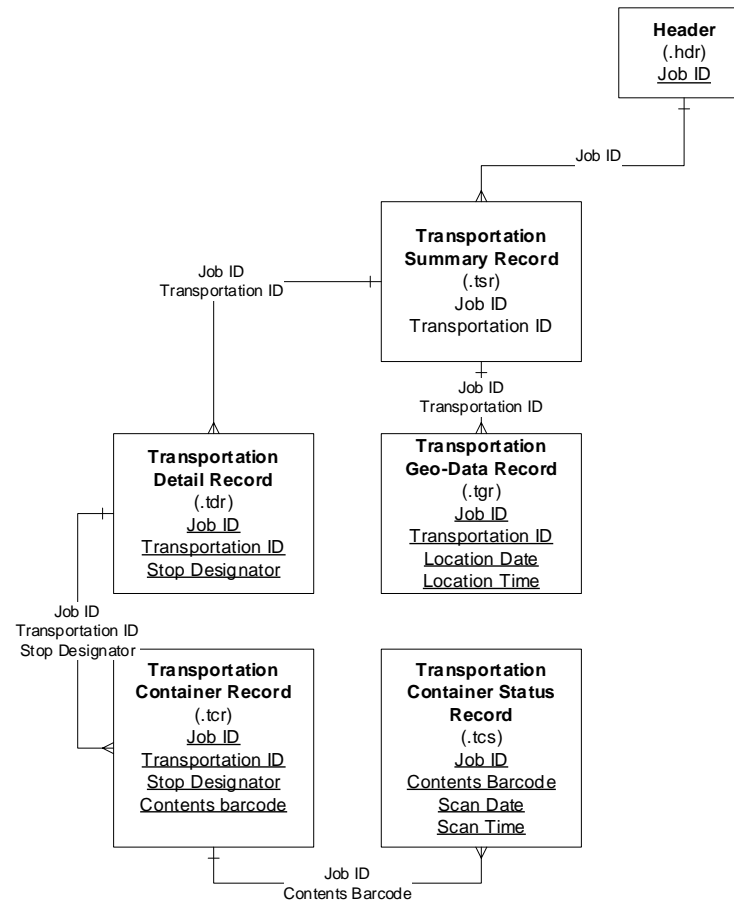 Header
(.hdr)
Job ID
Job ID
Transportation
Summary Record
(.tsr)
Job ID
Transportation ID
Job ID
Transportation ID
Job ID
Transportation ID
Transportation
Detail Record
(.tdr)
Job ID
Transportation ID
Stop Designator
Transportation
Geo-Data Record
(.tgr)
Job ID
Transportation ID
Location Date
Location Time
Job ID
Transportation ID
Stop Designator
Transportation
Container Record
(.tcr)
Job ID
Transportation ID
Stop Designator
Contents barcode
Transportation
Container Status
Record
(.tcs)
Job ID
Contents Barcode
Scan Date
Scan Time
Job ID
Contents Barcode